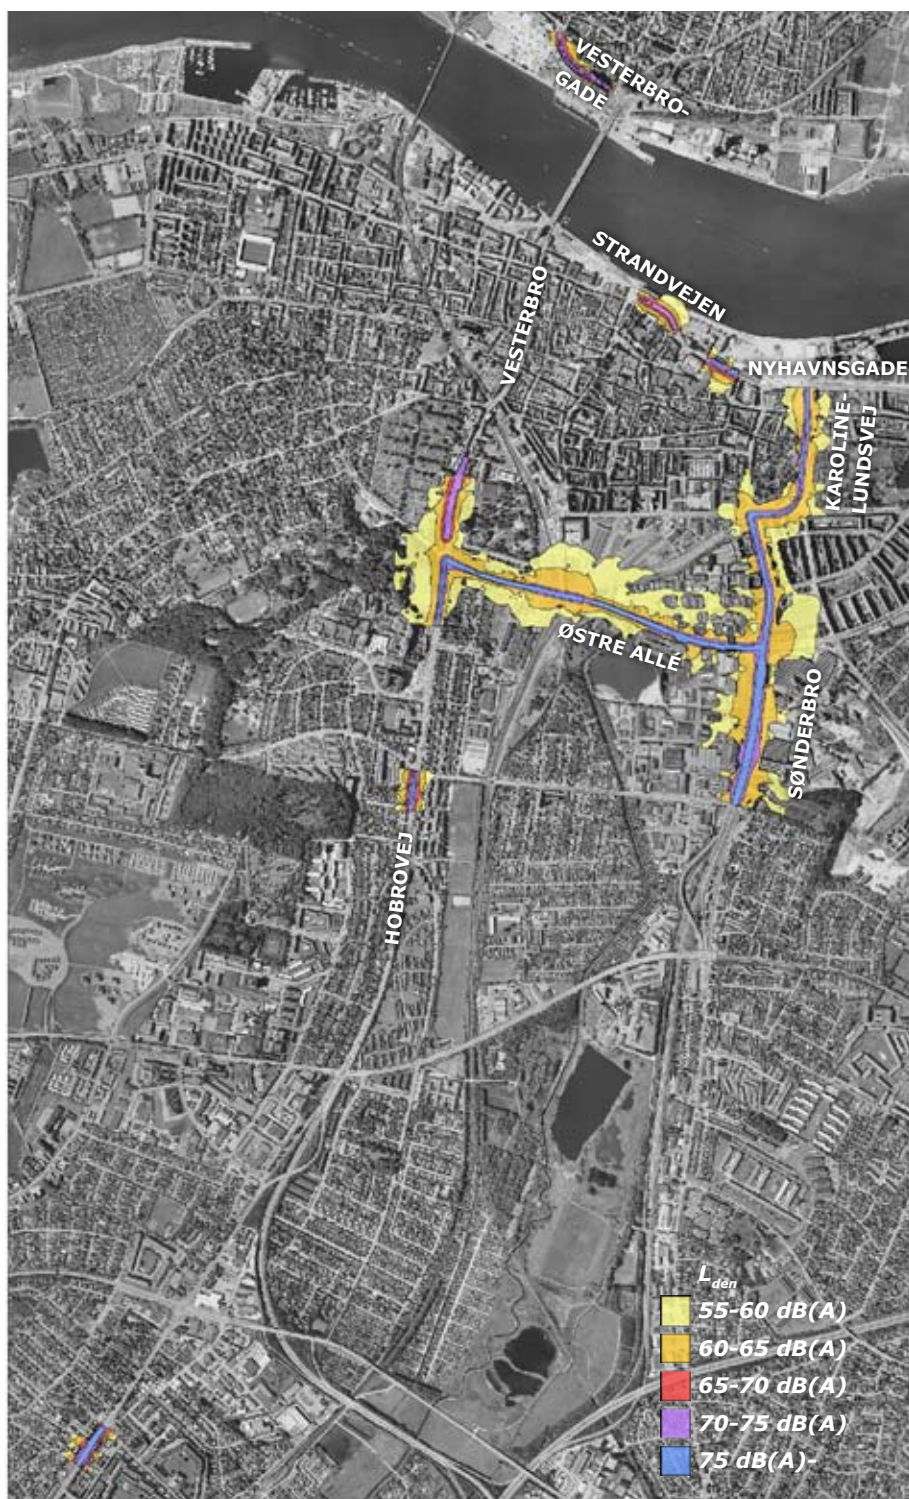 VESTERBRO-
GADE
STRANDVEJEN
VESTERBRO
NYHAVNSGADE
KAROLINE-
LUNDSVEJ
ØSTRE ALLÉ
SØNDERBRO
HOBROVEJ
Lden
55-60 dB(A)
60-65 dB(A)
65-70 dB(A)
70-75 dB(A)
75 dB(A)-